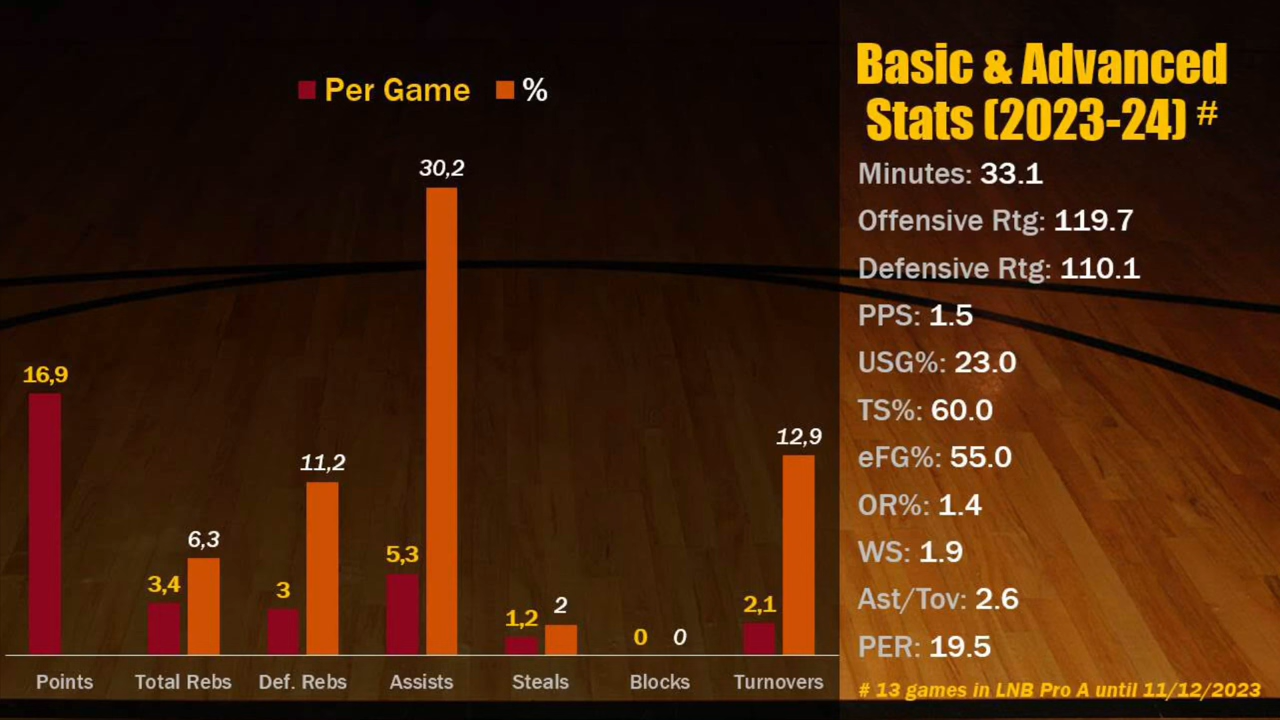 Per Game %
16,9
3,4
6,3
3
11,2
5,3
30,2
1,2
2
0
0
2,1
12,9
Points Total Rebs Def. Rebs Assists Steals Blocks Turnovers
Basic & Advanced
Stats (2023-24) #
Minutes: 33.1
Offensive Rtg: 119.7
Defensive Rtg: 110.1
PPS: 1.5
USG%: 23.0
TS%: 60.0
eFG%: 55.0
OR%: 1.4
WS: 1.9
Ast/Tov: 2.6
PER: 19.5
# 13 games in LNB Pro A until 11/12/2023